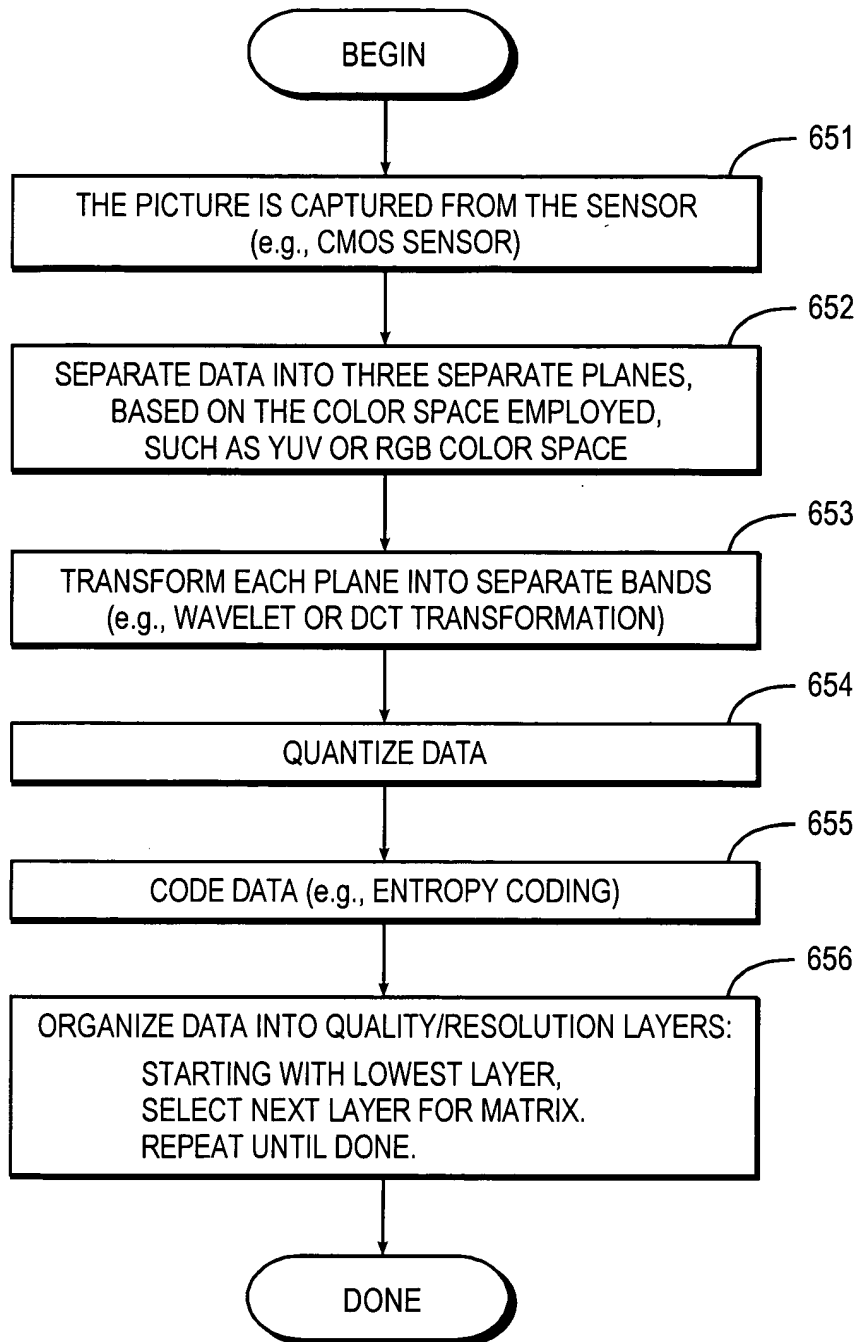 BEGIN
651
THE PICTURE IS CAPTURED FROM THE SENSOR
(e.g., CMOS SENSOR)
652
SEPARATE DATA INTO THREE SEPARATE PLANES,
BASED ON THE COLOR SPACE EMPLOYED,
SUCH AS YUV OR RGB COLOR SPACE
653
TRANSFORM EACH PLANE INTO SEPARATE BANDS
(e.g., WAVELET OR DCT TRANSFORMATION)
654
QUANTIZE DATA
655
CODE DATA (e.g., ENTROPY CODING)
656
ORGANIZE DATA INTO QUALITY/RESOLUTION LAYERS:
STARTING WITH LOWEST LAYER,
SELECT NEXT LAYER FOR MATRIX.
REPEAT UNTIL DONE.
DONE